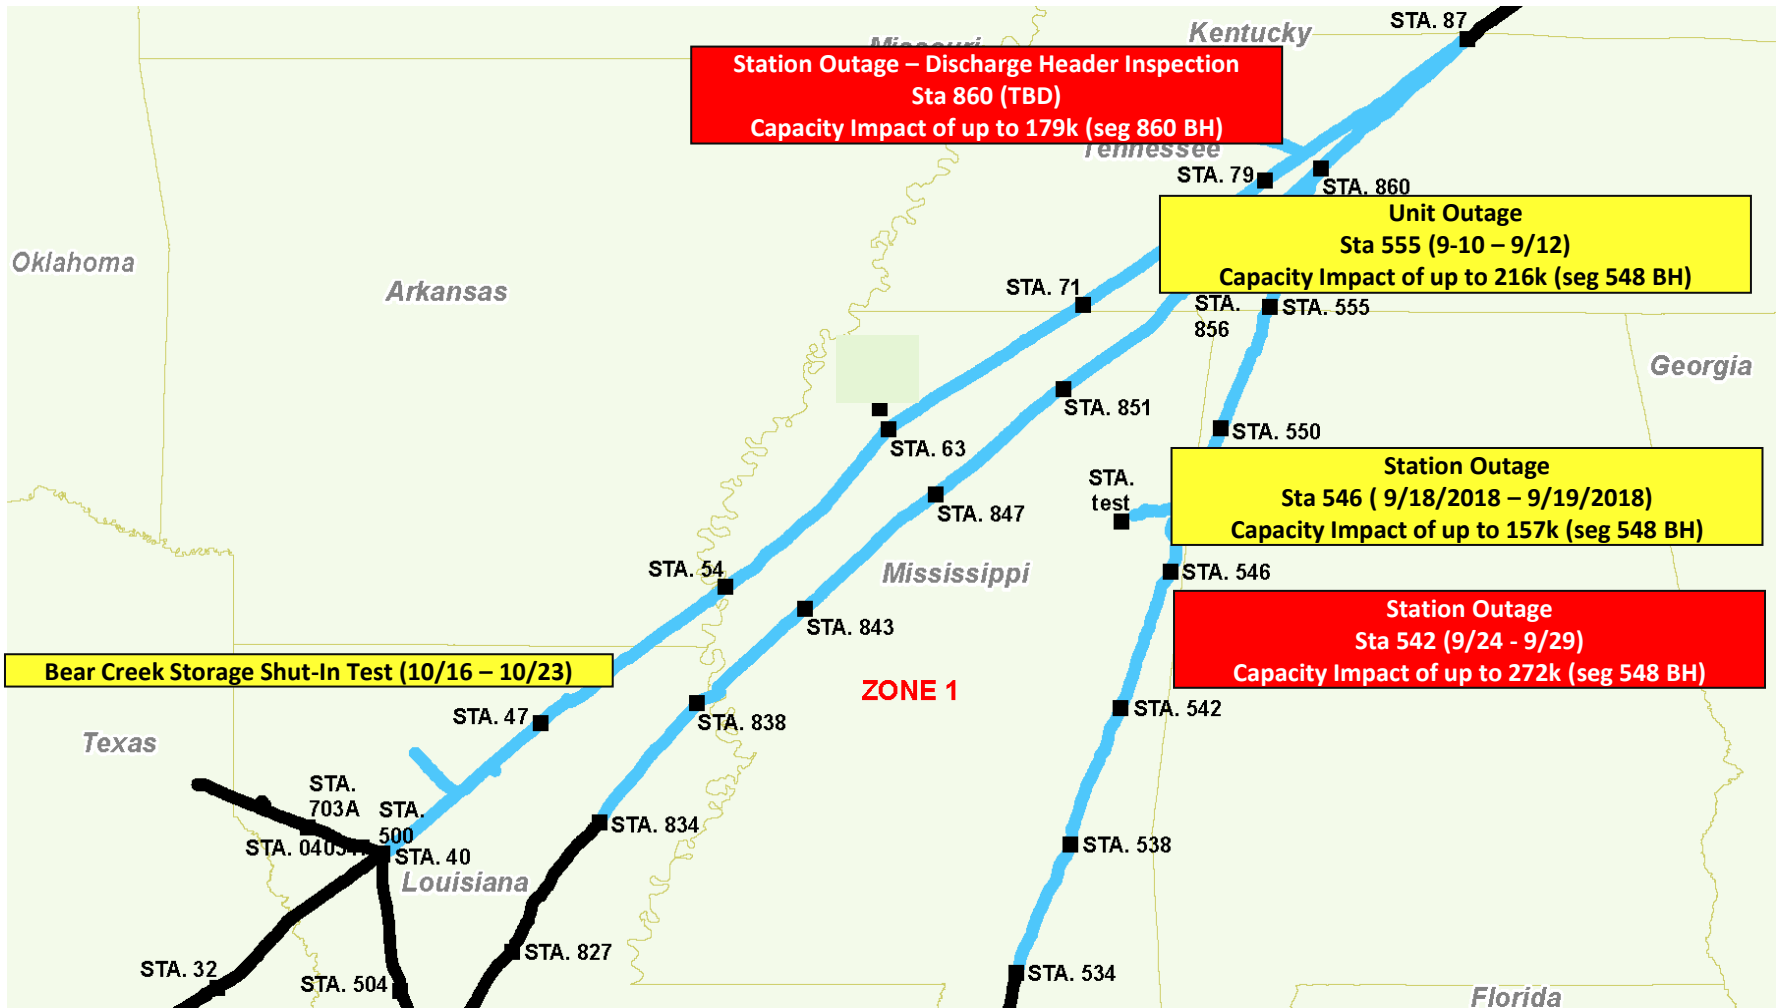 STA. 87
Kentucky
Missouri
Station Outage – Discharge Header Inspection
Sta 860 (TBD)
Capacity Impact of up to 179k (seg 860 BH)
Tennessee
STA. 79
STA. 860
Unit Outage
Sta 555 (9-10 – 9/12)
Capacity Impact of up to 216k (seg 548 BH)
Oklahoma
Arkansas
STA. 71
STA.
856
STA. 555
Georgia
STA. 851
STA. 63
STA. 550
STA.
test
Station Outage
Sta 546 ( 9/18/2018 – 9/19/2018)
Capacity Impact of up to 157k (seg 548 BH)
STA. 847
STA. 54
Mississippi
STA. 546
STA. 843
Station Outage
Sta 542 (9/24 - 9/29)
Capacity Impact of up to 272k (seg 548 BH)
Bear Creek Storage Shut-In Test (10/16 – 10/23)
ZONE 1
STA. 47
STA. 838
STA. 542
Texas
STA.
703A
STA.
500
STA. 834
STA.
STA. 40
STA. 538
Louisiana
STA. 827
STA. 32
STA. 504
STA. 534
Florida